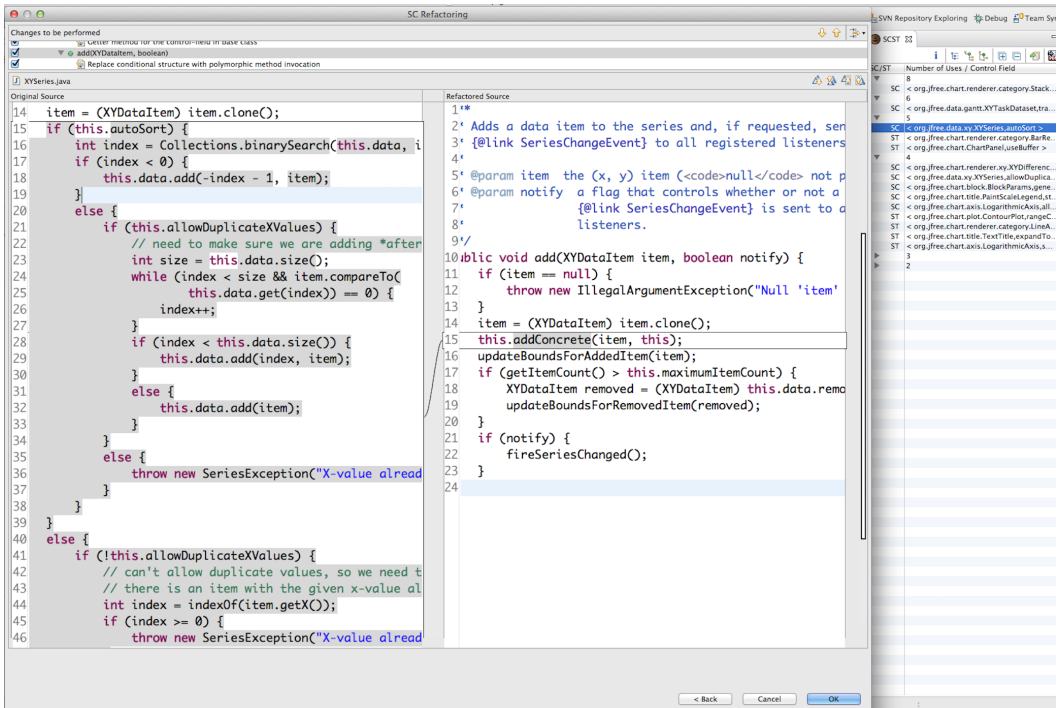 SC Refactoring
Changes to be performed
Getter method for the control-field in base class
add(XYDataItem, boolean)
Replace conditional structure with polymorphic method invocation
XYSeries.java
Original Source
14 item = (XYDataItem) item.clone();
15 if (this.autoSort) {
16 int index = Collections.binarySearch(this.data, i
17 if (index < 0) {
18 this.data.add(-index - 1, item);
19 }
20 else {
21 if (this.allowDuplicateXValues) {
22 // need to make sure we are adding *after
23 int size = this.data.size();
24 while (index < size && item.compareTo(
25 this.data.get(index)) == 0) {
26 index++;
27 }
28 if (index < this.data.size()) {
29 this.data.add(index, item);
30 }
31 else {
32 this.data.add(item);
33 }
34 }
35 else {
36 throw new SeriesException("X-value alread
37 }
38 }
39 }
40 else {
41 if (!this.allowDuplicateXValues) {
42 // can't allow duplicate values, so we need t
43 // there is an item with the given x-value al
44 int index = indexOf(item.getX());
45 if (index >= 0) {
46 throw new SeriesException("X-value alread
Refactored Source
1 **
2 * Adds a data item to the series and, if requested, sen
3 * {@link SeriesChangeEvent} to all registered listeners
4 *
5 * @param item the (x, y) item (<code>null</code> not p
6 * @param notify a flag that controls whether or not a
7 * {@link SeriesChangeEvent} is sent to a
8 * listeners.
9 */
10 ublic void add(XYDataItem item, boolean notify) {
11 if (item == null) {
12 throw new IllegalArgumentException("Null 'item'
13 }
14 item = (XYDataItem) item.clone();
15 this.addConcrete(item, this);
16 updateBoundsForAddedItem(item);
17 if (getItemCount() > this.maximumItemCount) {
18 XYDataItem removed = (XYDataItem) this.data.remo
19 updateBoundsForRemovedItem(removed);
20 }
21 if (notify) {
22 fireSeriesChanged();
23 }
24
< Back Cancel OK
SVN Repository Exploring Debug Team Syn
SCST
SC/ST Number of Uses / Control Field
8
SC < org.jfree.chart.renderer.category.Stack...
6
SC < org.jfree.data.gantt.XYTaskDataset,tra...
5
SC < org.jfree.data.xy.XYSeries,autoSort >
SC < org.jfree.chart.renderer.category.BarRe...
ST < org.jfree.chart.ChartPanel,useBuffer >
4
SC < org.jfree.chart.renderer.xy.XYDifferenc...
SC < org.jfree.data.xy.XYSeries,allowDuplica...
SC < org.jfree.chart.block.BlockParams,gene...
SC < org.jfree.chart.title.PaintScaleLegend,st...
SC < org.jfree.chart.axis.LogarithmicAxis,all...
ST < org.jfree.chart.plot.ContourPlot,rangeC...
ST < org.jfree.chart.renderer.category.LineA...
ST < org.jfree.chart.title.TextTitle,expandTo...
ST < org.jfree.chart.axis.LogarithmicAxis,s...
3
2